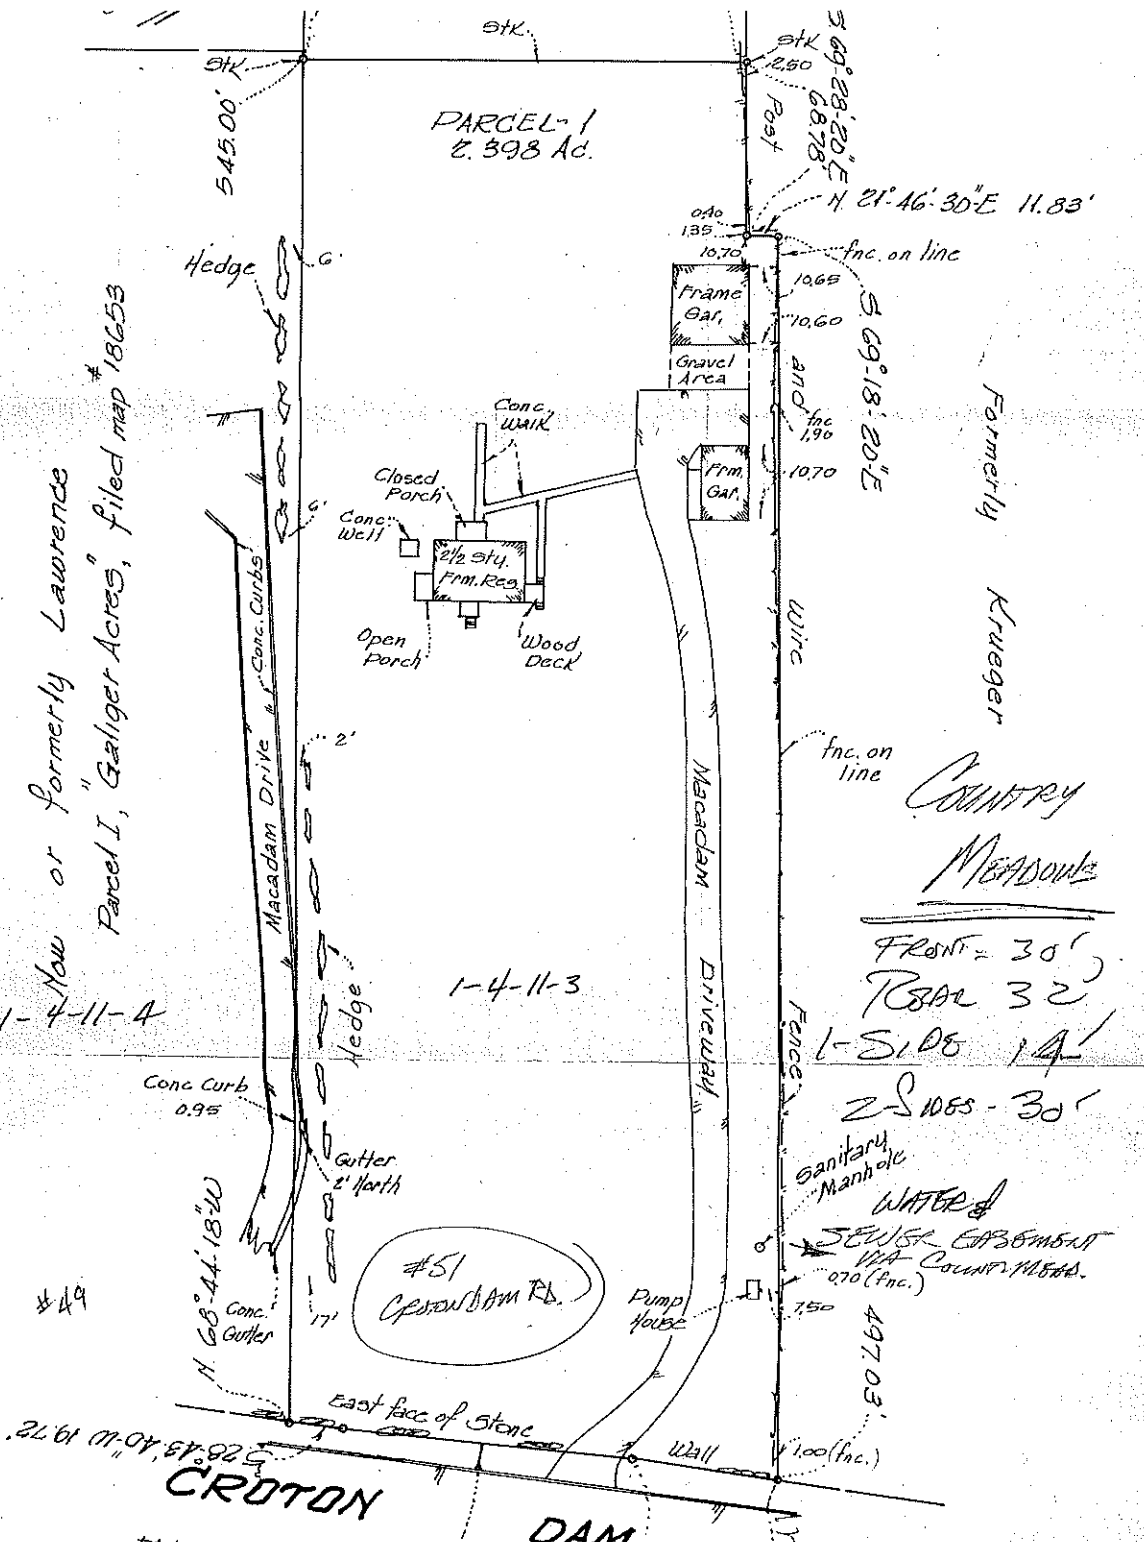 Stk.
Stk
Stk
12.50
545.00'
PARCEL-1
2.398 Ac.
Post
S 69°-28'-20"E
68.78'
N. 21°-46'-30"E 11.83'
0.40
1.35
10.70
fnc. on line
Hedge
6'
10.65
Frame
Gar.
10.60
S 69°-18'-20"E
Gravel
Area
and
fnc
1.90
Conc.
Walk
Closed
Porch
Frm.
Gar.
10.70
Conc.
Well
6'
2½ Sty.
Frm. Res.
Open
Porch
Wood
Deck
Wire
Formerly Krueger
Now or formerly Lawrence
Parcel I, "Galiger Acres", filed map #18653
Conc. Curbs
Macadam Drive
2'
fnc. on
line
Macadam Driveway
COUNTRY
MEADOWS
FRONT = 30'
REAR 32'
1-SIDE 14'
2-SIDES - 30'
1-4-11-4
1-4-11-3
Hedge
Fence
Conc Curb
0.95
Gutter
2' North
Sanitary
Manhole
WATER &
SEWER EASEMENT
VIA COUNT. MEAD.
0.70 (fnc.)
7.50
Pump
House
N. 68°-44'-18"W
#51
CROTON DAM RD.
#49
Conc.
Gutter
17'
497.03'
East face of Stone Wall
1.00 (fnc.)
S 28°-43'-40"W 19.72'
CROTON
DAM